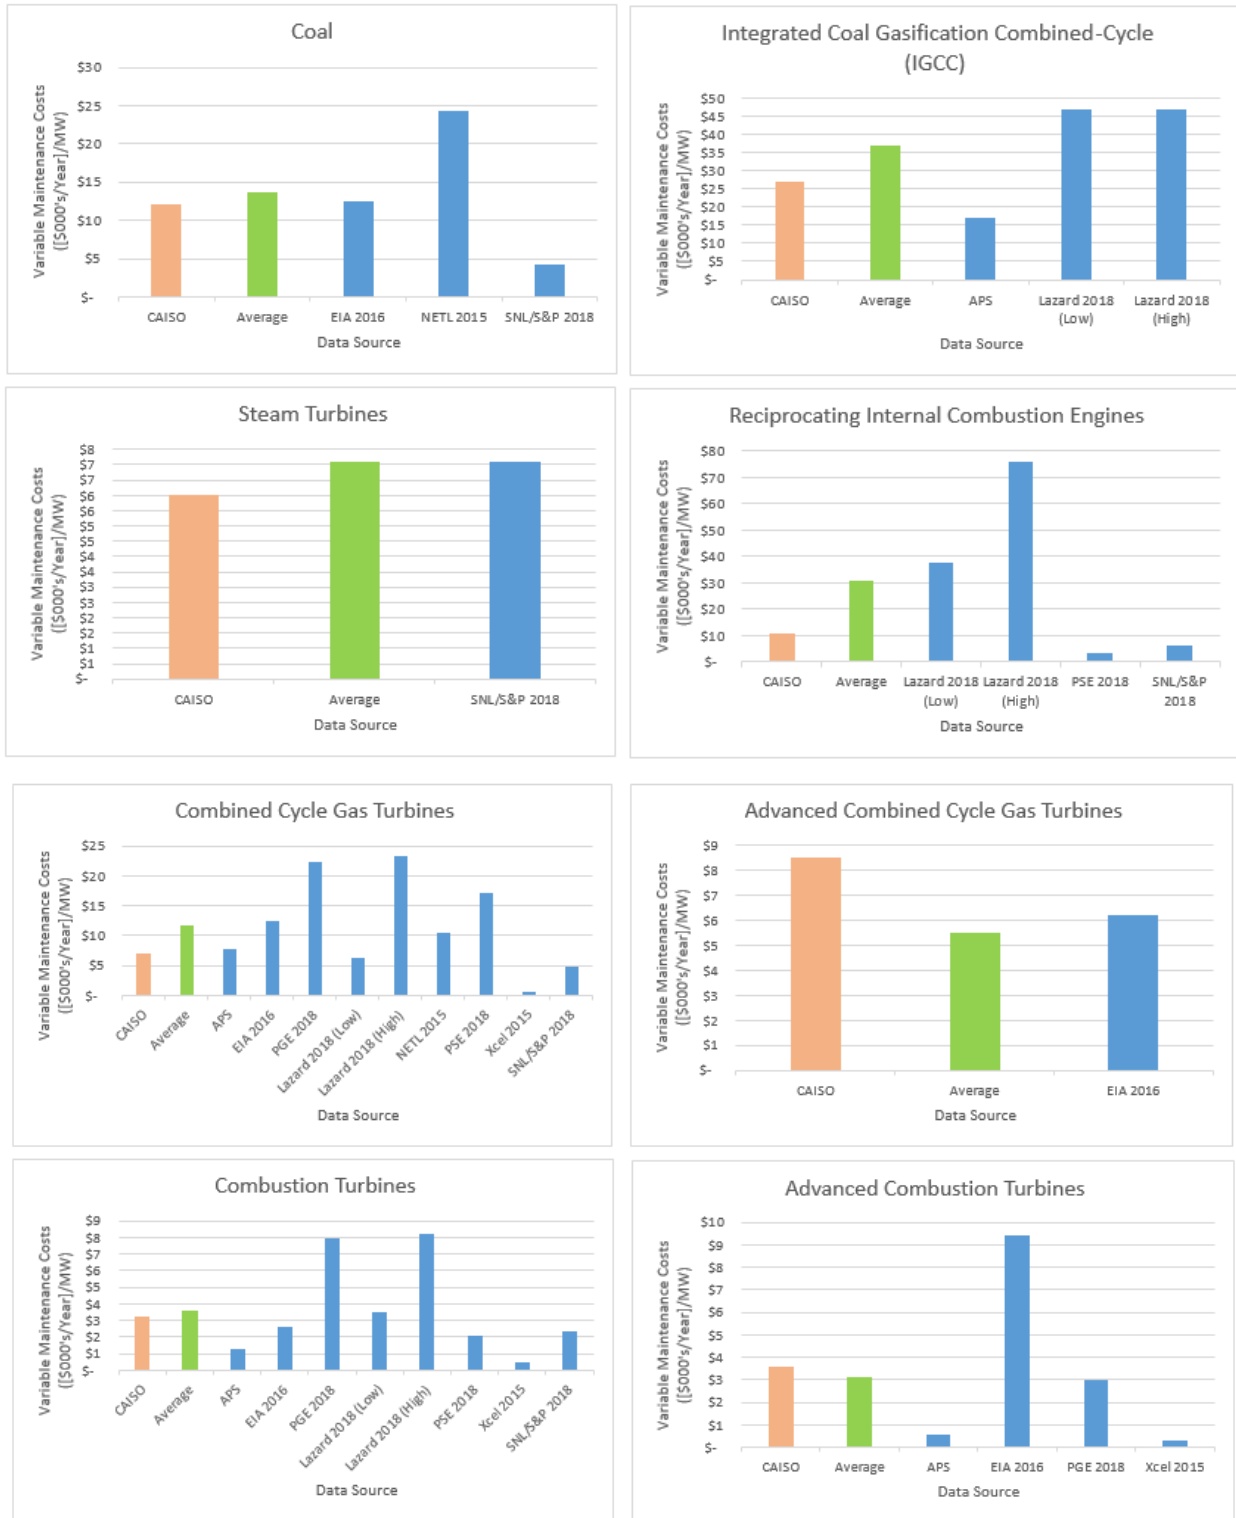 Coal
Variable Maintenance Costs
([$000's/Year]/MW)
$30
$25
$20
$15
$10
$5
$-
CAISO Average EIA 2016 NETL 2015 SNL/S&P 2018
Data Source
Integrated Coal Gasification Combined-Cycle
(IGCC)
Variable Maintenance Costs
([$000's/Year]/MW)
$50
$45
$40
$35
$30
$25
$20
$15
$10
$5
$-
CAISO Average APS Lazard 2018 (Low) Lazard 2018 (High)
Data Source
Steam Turbines
Variable Maintenance Costs
([$000's/Year]/MW)
$8
$7
$7
$6
$6
$5
$5
$4
$4
$3
$3
$2
$2
$1
$1
$-
CAISO Average SNL/S&P 2018
Data Source
Reciprocating Internal Combustion Engines
Variable Maintenance Costs
([$000's/Year]/MW)
$80
$70
$60
$50
$40
$30
$20
$10
$-
CAISO Average Lazard 2018 (Low) Lazard 2018 (High) PSE 2018 SNL/S&P 2018
Data Source
Combined Cycle Gas Turbines
Variable Maintenance Costs
([$000's/Year]/MW)
$25
$20
$15
$10
$5
$-
CAISO Average APS EIA 2016 PGE 2018 Lazard 2018 (Low) Lazard 2018 (High) NETL 2015 PSE 2018 Xcel 2015 SNL/S&P 2018
Data Source
Advanced Combined Cycle Gas Turbines
Variable Maintenance Costs
([$000's/Year]/MW)
$9
$8
$7
$6
$5
$4
$3
$2
$1
$-
CAISO Average EIA 2016
Data Source
Combustion Turbines
Variable Maintenance Costs
([$000's/Year]/MW)
$9
$8
$7
$6
$5
$4
$3
$2
$1
$-
CAISO Average APS EIA 2016 PGE 2018 Lazard 2018 (Low) Lazard 2018 (High) PSE 2018 Xcel 2015 SNL/S&P 2018
Data Source
Advanced Combustion Turbines
Variable Maintenance Costs
([$000's/Year]/MW)
$10
$9
$8
$7
$6
$5
$4
$3
$2
$1
$-
CAISO Average APS EIA 2016 PGE 2018 Xcel 2015
Data Source